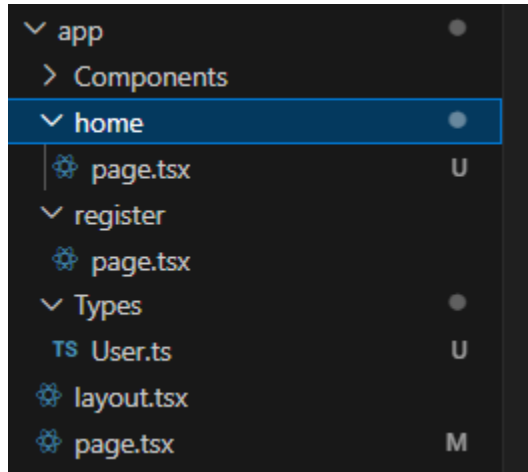 app
Components
home
page.tsx U
register
page.tsx
Types
TS User.ts U
layout.tsx
page.tsx M